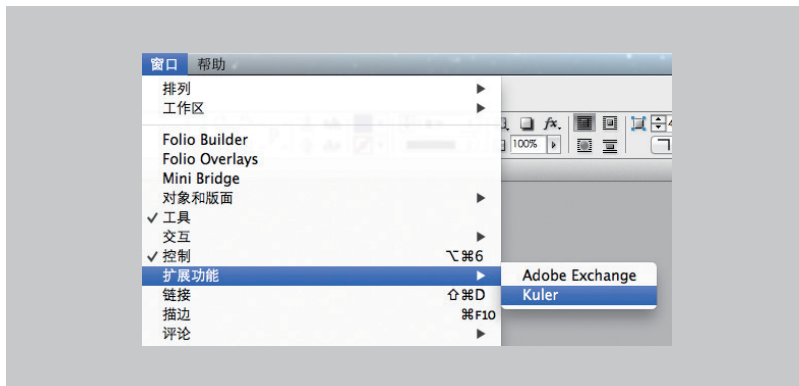 窗口 帮助
排列
工作区
Folio Builder
Folio Overlays
Mini Bridge
对象和版面
✓ 工具
交互
✓ 控制 ⌥⌘6
扩展功能
链接 ⇧⌘D
描边 ⌘F10
评论
Adobe Exchange
Kuler
fx.
100%